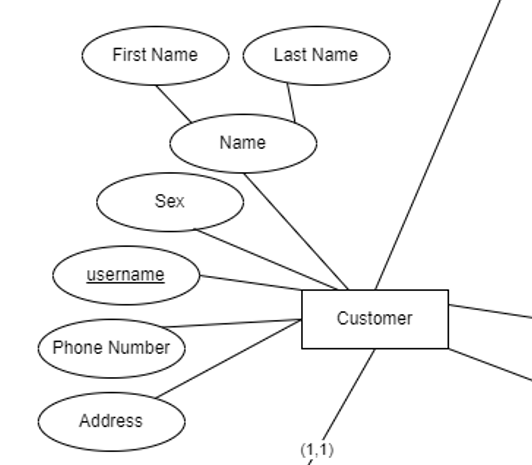 First Name
Last Name
Name
Sex
username
Customer
Phone Number
Address
(1,1)